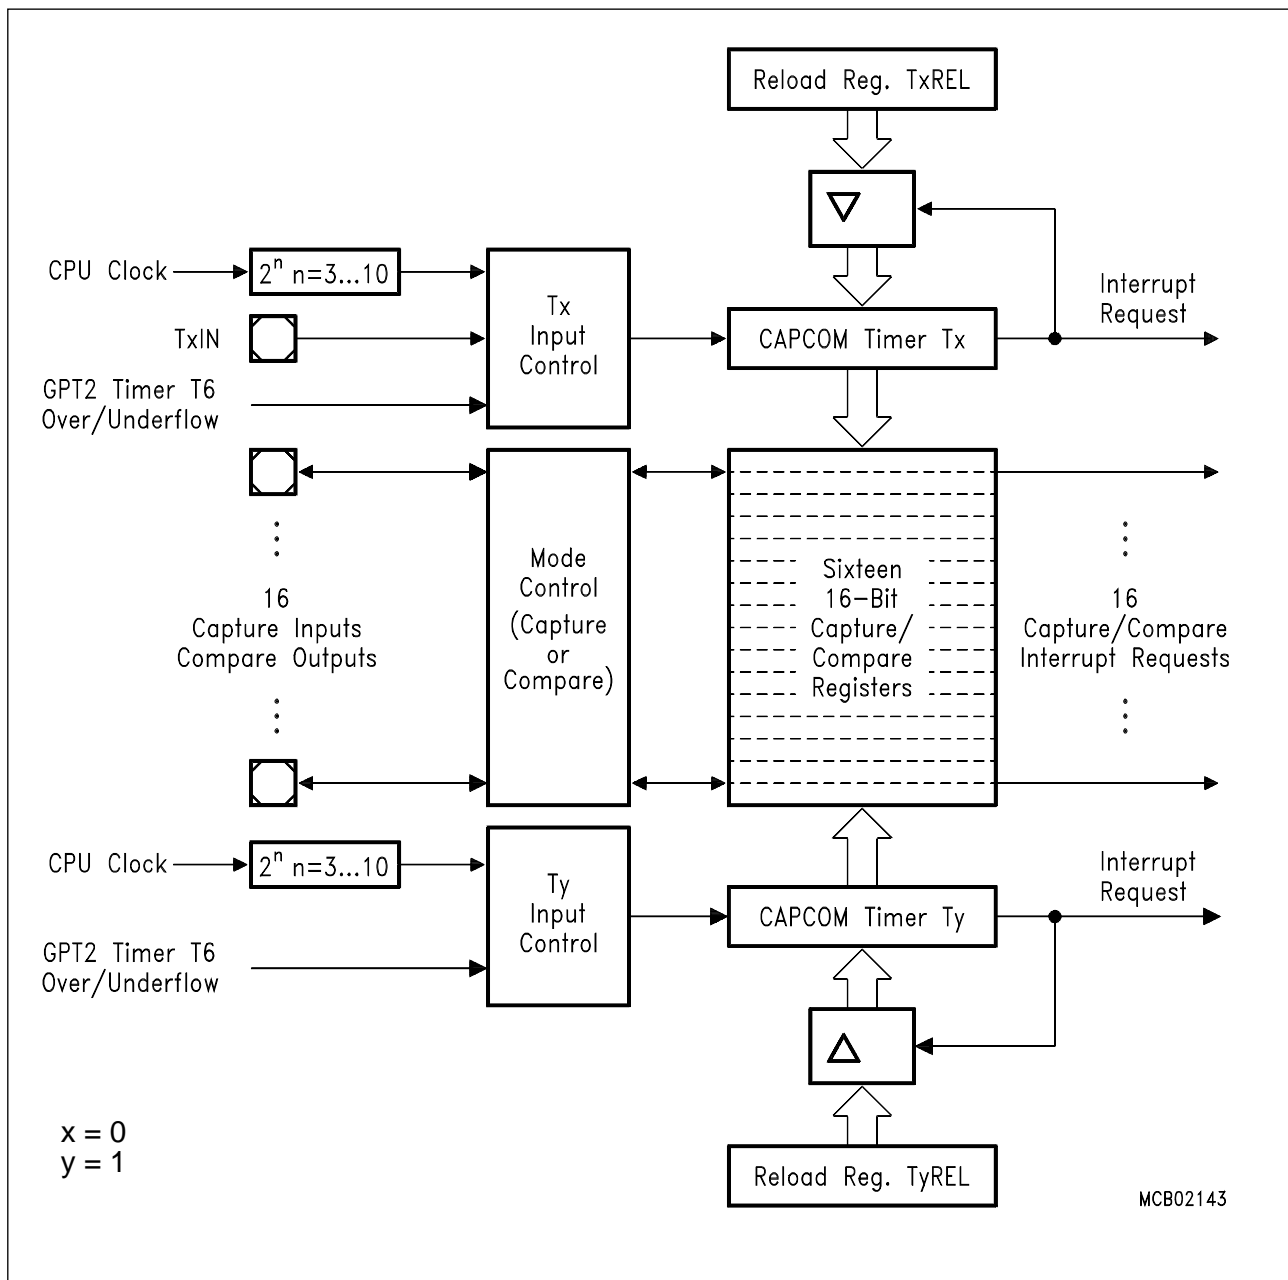 Reload Reg. TxREL
CPU Clock
2ⁿ n=3...10
Tx
Input
Control
TxIN
CAPCOM Timer Tx
Interrupt
Request
GPT2 Timer T6
Over/Underflow
16
Capture Inputs
Compare Outputs
Mode
Control
(Capture
or
Compare)
Sixteen
16-Bit
Capture/
Compare
Registers
16
Capture/Compare
Interrupt Requests
CPU Clock
2ⁿ n=3...10
Ty
Input
Control
CAPCOM Timer Ty
Interrupt
Request
GPT2 Timer T6
Over/Underflow
x = 0
y = 1
Reload Reg. TyREL
MCB02143